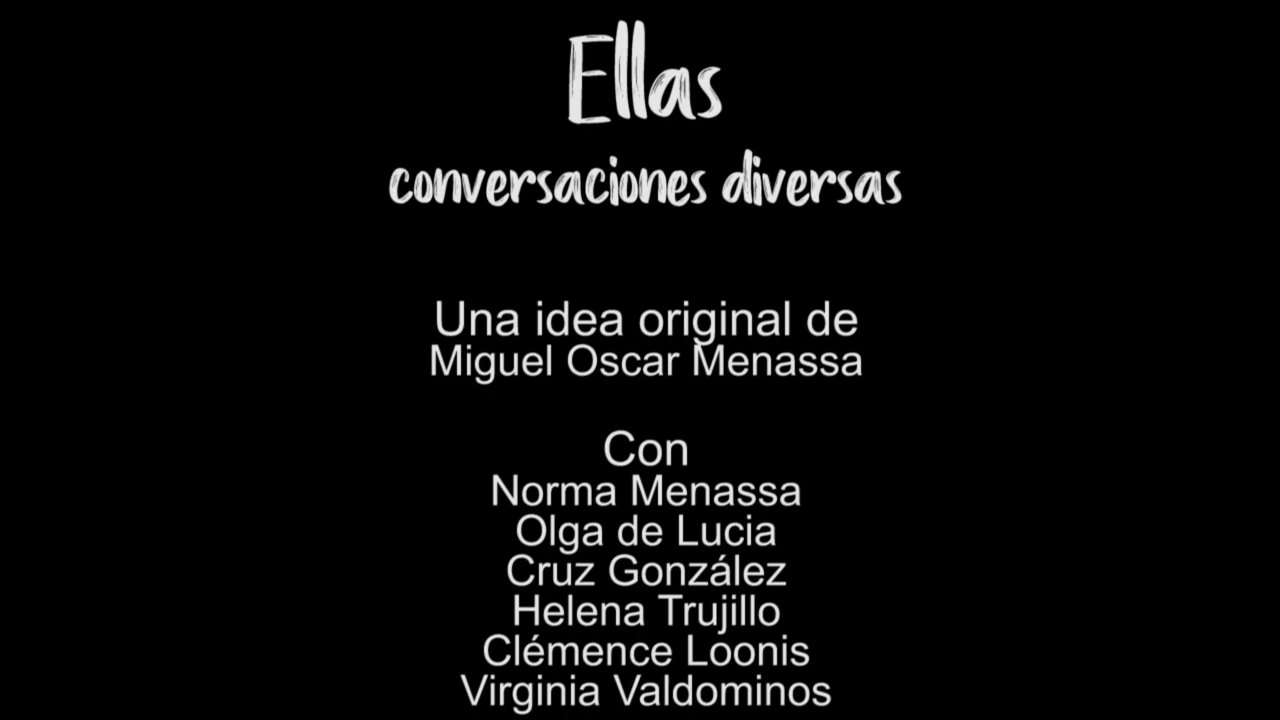 Ellas
conversaciones diversas
Una idea original de
Miguel Oscar Menassa
Con
Norma Menassa
Olga de Lucia
Cruz González
Helena Trujillo
Clémence Loonis
Virginia Valdominos